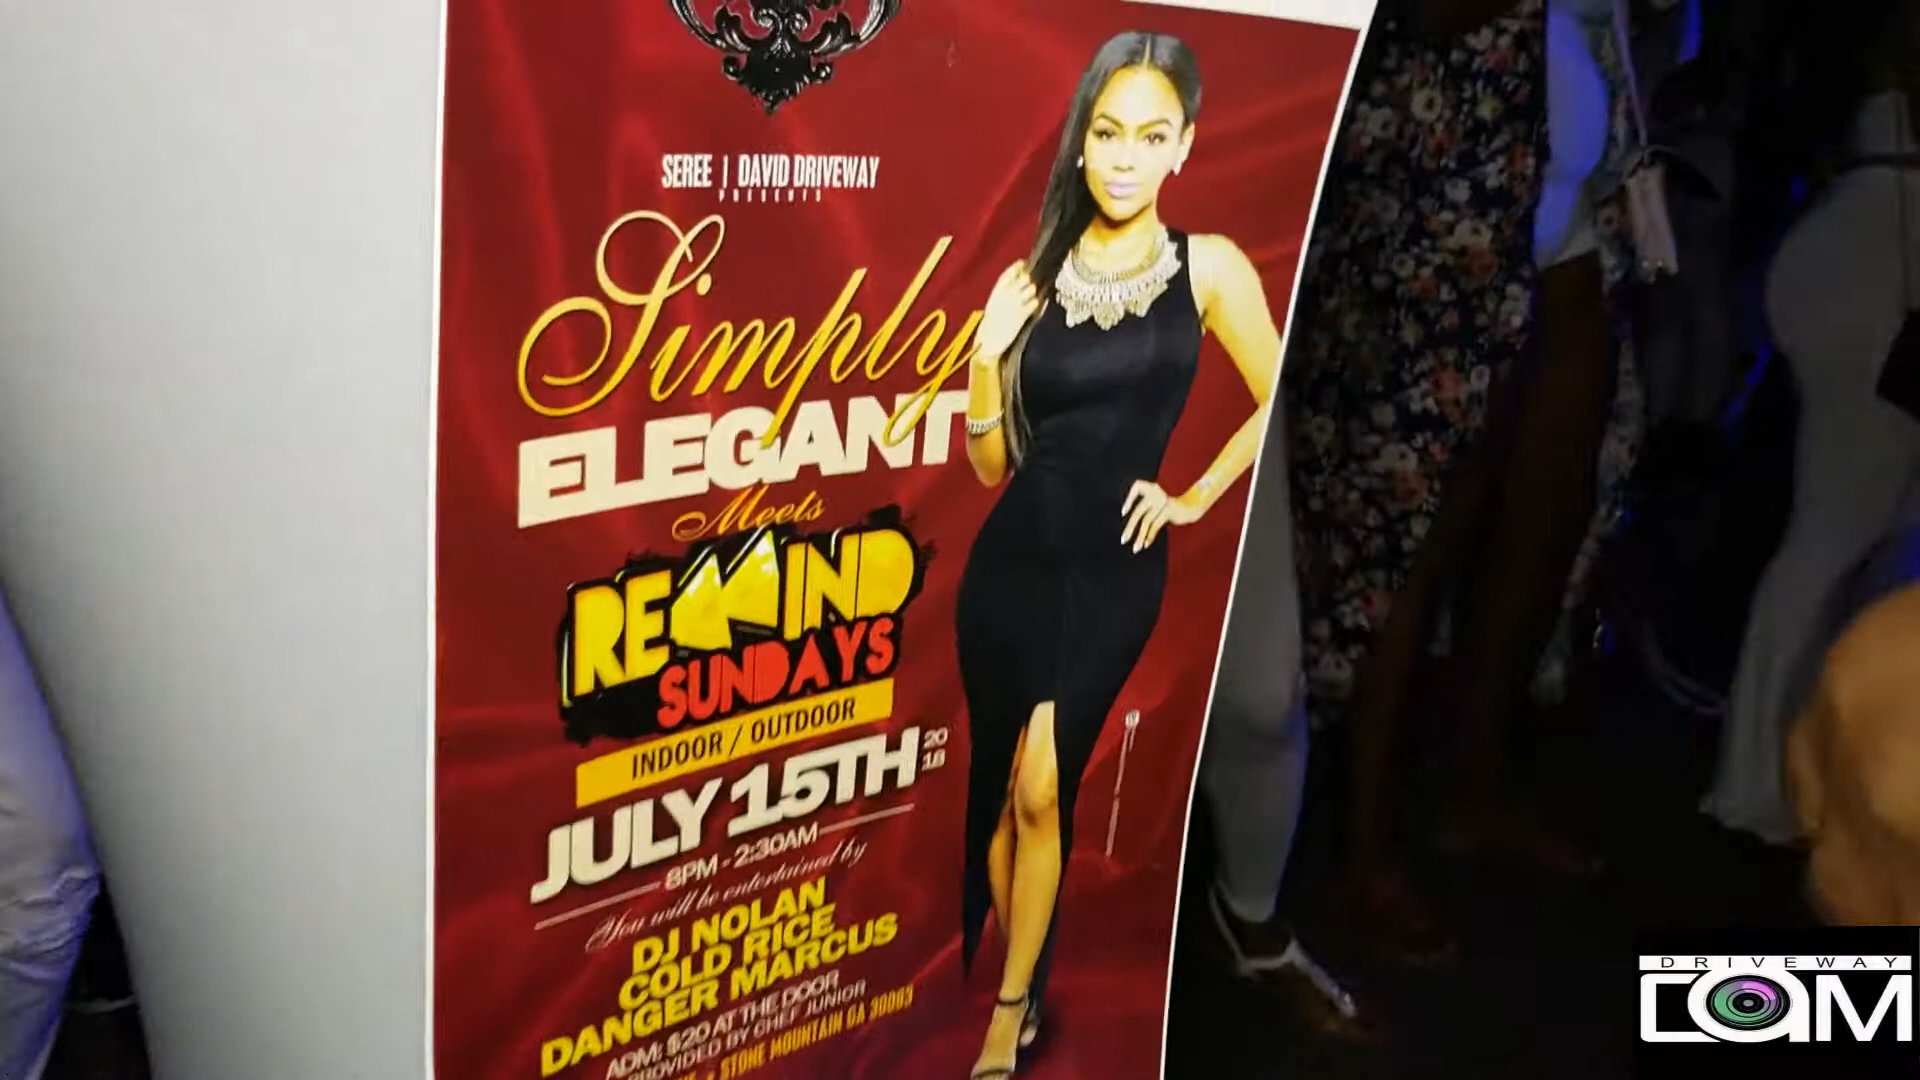 SEREE | DAVID DRIVEWAY
PRESENTS
Simply
ELEGANT
Meets
REWIND
SUNDAYS
INDOOR / OUTDOOR
JULY 15TH 2018
8PM - 2:30AM
You will be entertained by
DJ NOLAN
COLD RICE
DANGER MARCUS
ADM: $20 AT THE DOOR
PROVIDED BY CHEF JUNIOR
STONE MOUNTAIN GA 30083
DRIVEWAY
CAM